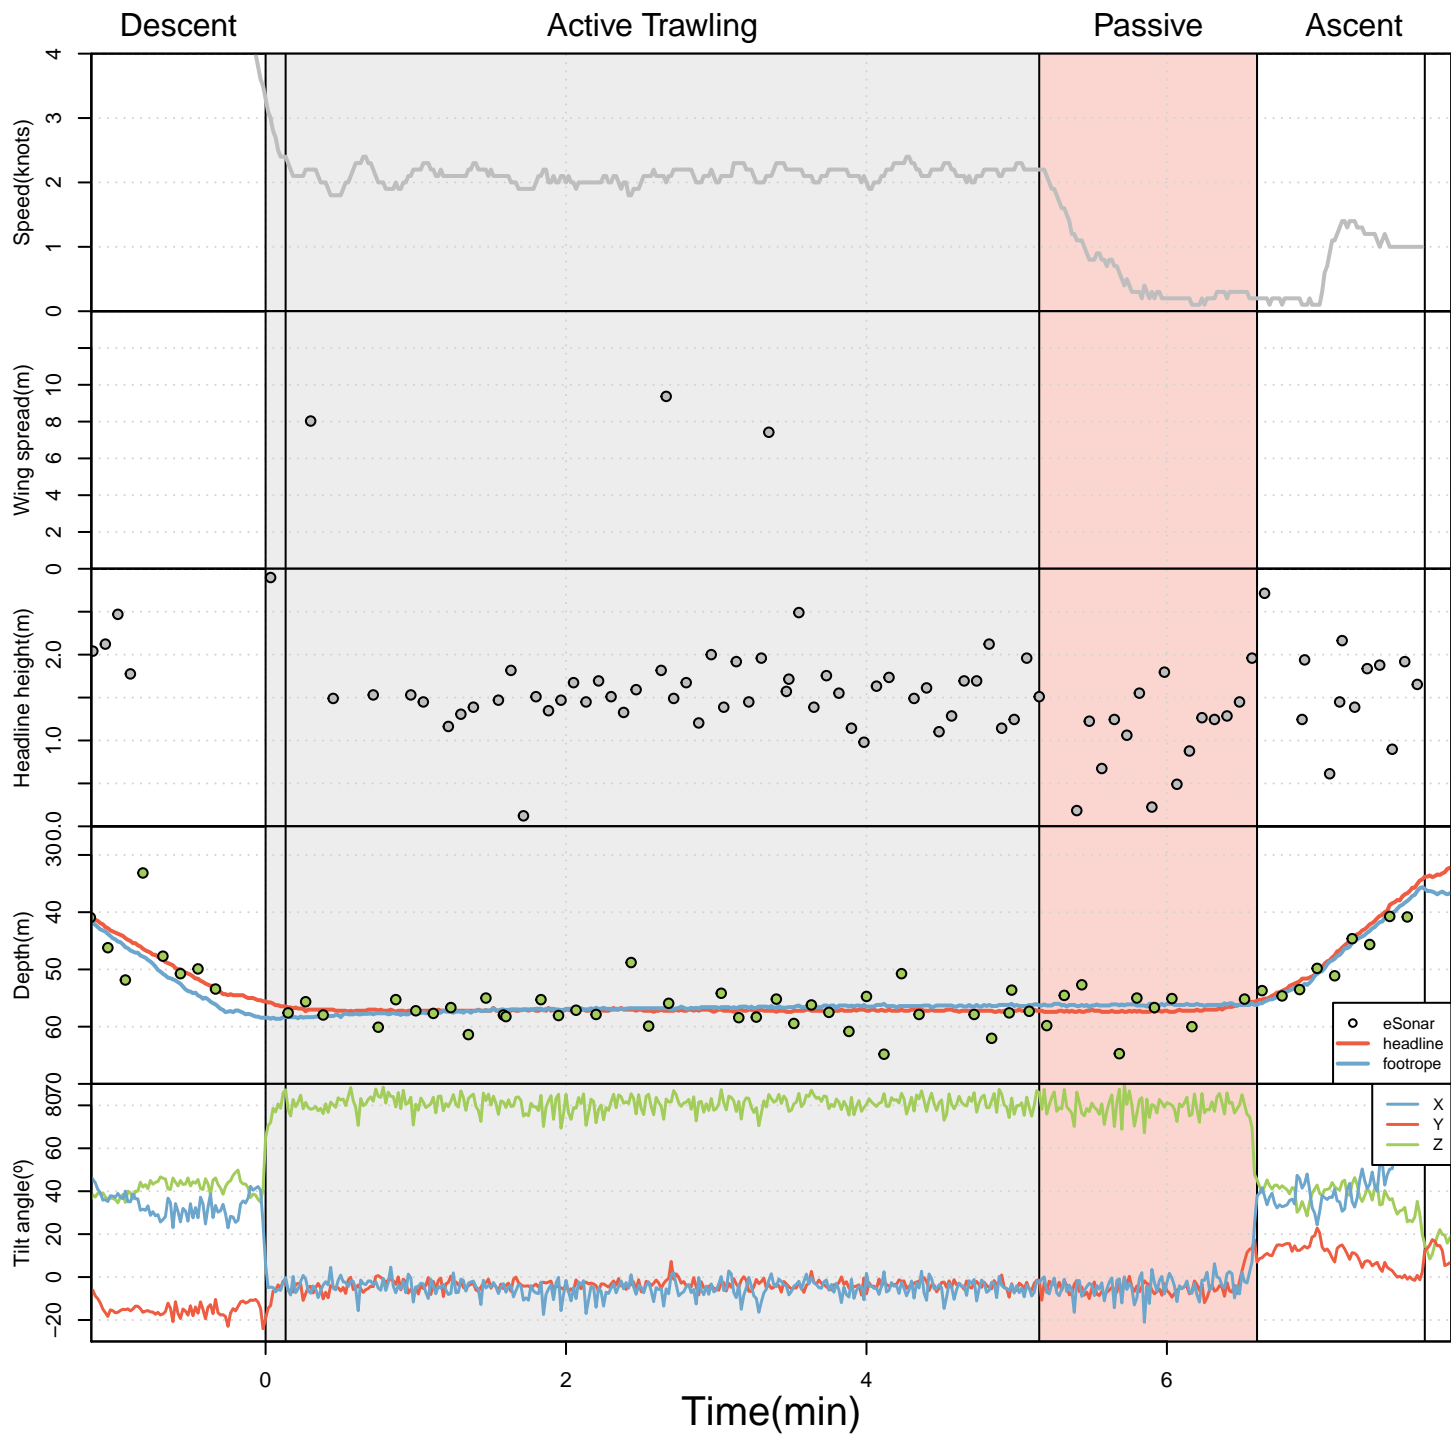 Descent Active Trawling Passive Ascent
Speed(knots)
4
3
2
1
0
Wing spread(m)
10
8
6
4
2
0
Headline height(m)
2.0
1.0
0.0
Depth(m)
30
40
50
60
70
eSonar
headline
footrope
Tilt angle(º)
80
60
40
20
0
−20
X
Y
Z
0 2 4 6
Time(min)